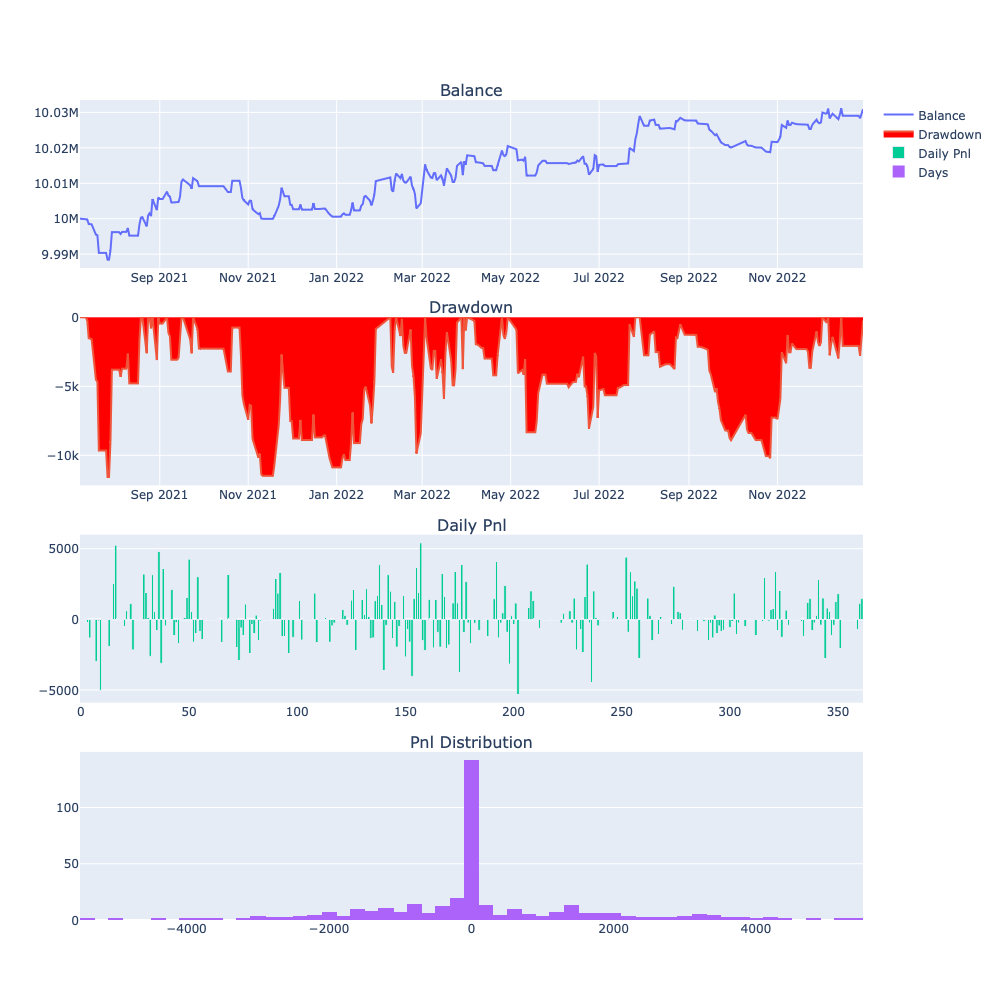 Balance
10.03M
10.02M
10.01M
10M
9.99M
Sep 2021 Nov 2021 Jan 2022 Mar 2022 May 2022 Jul 2022 Sep 2022 Nov 2022
Balance
Drawdown
Daily Pnl
Days
Drawdown
0
−5k
−10k
Sep 2021 Nov 2021 Jan 2022 Mar 2022 May 2022 Jul 2022 Sep 2022 Nov 2022
Daily Pnl
5000
0
−5000
0 50 100 150 200 250 300 350
Pnl Distribution
100
50
0
−4000 −2000 0 2000 4000